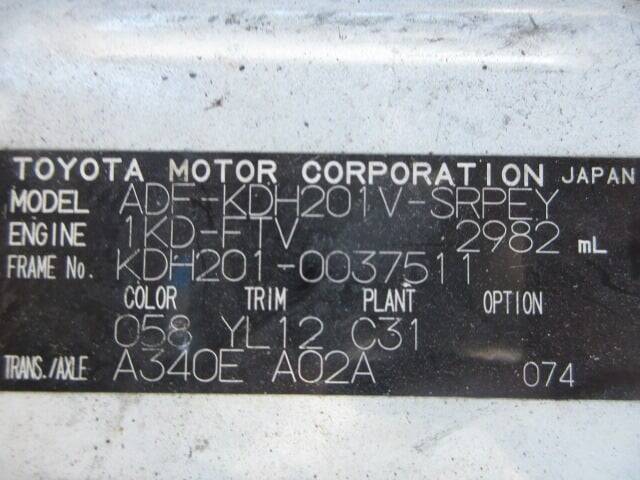 TOYOTA MOTOR CORPORATION JAPAN
MODEL ADF-KDH201V-SRPEY
ENGINE 1KD-FTV 2982 mL
FRAME No. KDH201-0037511
COLOR TRIM PLANT OPTION
058 YL12 C31
TRANS./AXLE A340E A02A 074